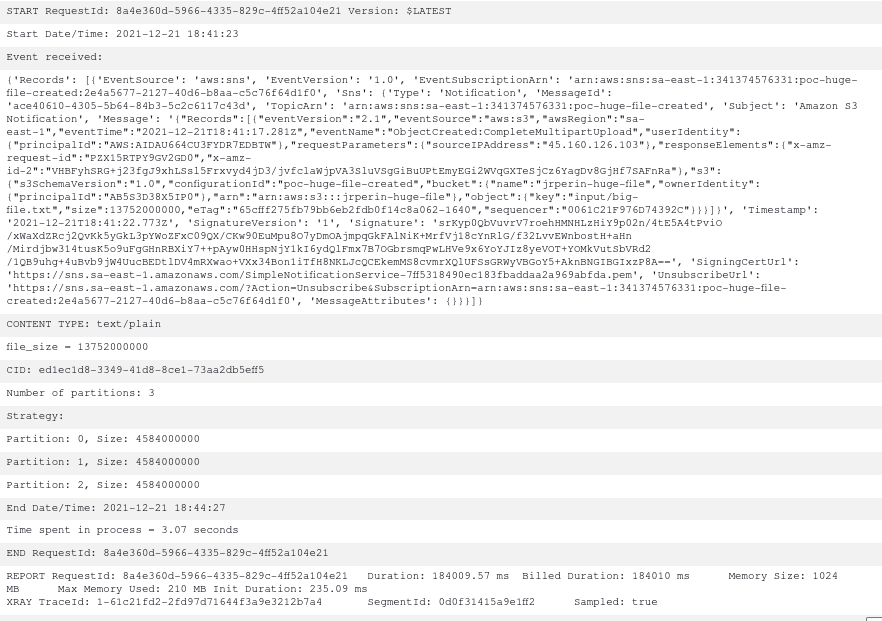 START RequestId: 8a4e360d-5966-4335-829c-4ff52a104e21 Version: $LATEST
Start Date/Time: 2021-12-21 18:41:23
Event received:
{'Records': [{'EventSource': 'aws:sns', 'EventVersion': '1.0', 'EventSubscriptionArn': 'arn:aws:sns:sa-east-1:341374576331:poc-huge-
file-created:2e4a5677-2127-40d6-b8aa-c5c76f64d1f0', 'Sns': {'Type': 'Notification', 'MessageId':
'ace40610-4305-5b64-84b3-5c2c6117c43d', 'TopicArn': 'arn:aws:sns:sa-east-1:341374576331:poc-huge-file-created', 'Subject': 'Amazon S3
Notification', 'Message': '{"Records":[{"eventVersion":"2.1","eventSource":"aws:s3","awsRegion":"sa-
east-1","eventTime":"2021-12-21T18:41:17.281Z","eventName":"ObjectCreated:CompleteMultipartUpload","userIdentity":
{"principalId":"AWS:AIDAU664CU3FYDR7EDBTW"},"requestParameters":{"sourceIPAddress":"45.160.126.103"},"responseElements":{"x-amz-
request-id":"PZX15RTPY9GV2GD0","x-amz-
id-2":"VHBFyhSRG+j23fgJ9xhLSsl5Frxvyd4jD3/jvfclaWjpVA3SluVSgGiBuUPtEmyEGi2WVqGXTeSjCz6YagDv8GjHf7SAFnRa"},"s3":
{"s3SchemaVersion":"1.0","configurationId":"poc-huge-file-created","bucket":{"name":"jrperin-huge-file","ownerIdentity":
{"principalId":"AB5S3D38X5IP0"},"arn":"arn:aws:s3:::jrperin-huge-file"},"object":{"key":"input/big-
file.txt","size":13752000000,"eTag":"65cfff275fb79bb6eb2fdb0f14c8a062-1640","sequencer":"0061C21F976D74392C"}}}]}', 'Timestamp':
'2021-12-21T18:41:22.773Z', 'SignatureVersion': '1', 'Signature': 'srKyp0QbVuvrV7roehHMNHLzHiY9p02n/4tE5A4tPviO
/xWaXdZRcj2QvKk5yGkL3pYWoZFxC09QX/CKw90EuMpu8O7yDmOAjmpqGkFAlNiK+MrfVj18cYnRlG/f32LvvEWnbostH+aHn
/Mirdjbw314tusK5o9uFgGHnRBXiY7++pAyw0HHspNjY1kI6ydQlFmx7B7OGbrsmqPwLHVe9x6YoYJIz8yeVOT+YOMkVutSbVRd2
/1QB9uhg+4uBvb9jW4UucBEDtlDV4mRXwao+VXx34Bon1iTfH8NKLJcQCEkemMS8cvmrXQlUFSsGRWyVBGoY5+AknBNGIBGIxzP8A==', 'SigningCertUrl':
'https://sns.sa-east-1.amazonaws.com/SimpleNotificationService-7ff5318490ec183fbaddaa2a969abfda.pem', 'UnsubscribeUrl':
'https://sns.sa-east-1.amazonaws.com/?Action=Unsubscribe&SubscriptionArn=arn:aws:sns:sa-east-1:341374576331:poc-huge-file-
created:2e4a5677-2127-40d6-b8aa-c5c76f64d1f0', 'MessageAttributes': {}}}]}
CONTENT TYPE: text/plain
file_size = 13752000000
CID: ed1ec1d8-3349-41d8-8ce1-73aa2db5eff5
Number of partitions: 3
Strategy:
Partition: 0, Size: 4584000000
Partition: 1, Size: 4584000000
Partition: 2, Size: 4584000000
End Date/Time: 2021-12-21 18:44:27
Time spent in process = 3.07 seconds
END RequestId: 8a4e360d-5966-4335-829c-4ff52a104e21
REPORT RequestId: 8a4e360d-5966-4335-829c-4ff52a104e21 Duration: 184009.57 ms Billed Duration: 184010 ms Memory Size: 1024
MB Max Memory Used: 210 MB Init Duration: 235.09 ms
XRAY TraceId: 1-61c21fd2-2fd97d71644f3a9e3212b7a4 SegmentId: 0d0f31415a9e1ff2 Sampled: true